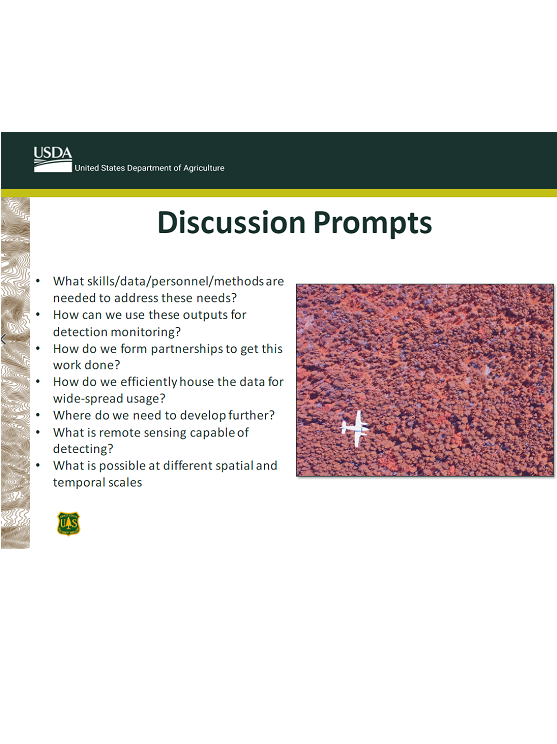 USDA
United States Department of Agriculture
Discussion Prompts
• What skills/data/personnel/methods are
needed to address these needs?
• How can we use these outputs for
detection monitoring?
• How do we form partnerships to get this
work done?
• How do we efficiently house the data for
wide-spread usage?
• Where do we need to develop further?
• What is remote sensing capable of
detecting?
• What is possible at different spatial and
temporal scales
U S